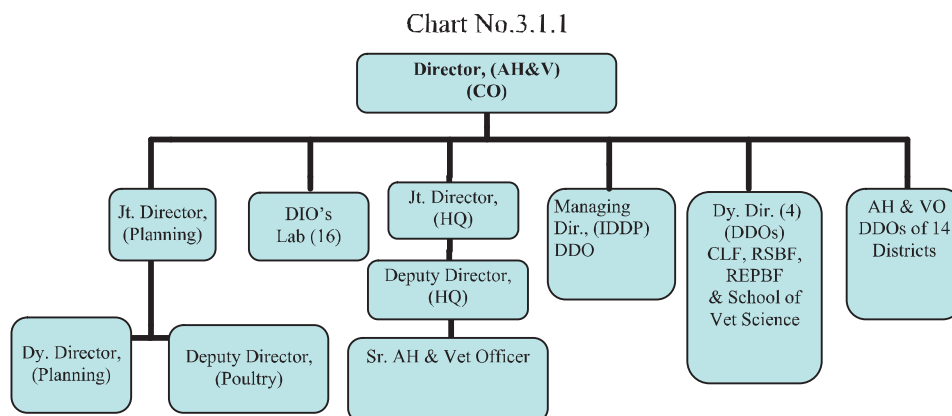 Chart No.3.1.1
Director, (AH&V)
(CO)
Jt. Director,
(Planning)
DIO's
Lab (16)
Jt. Director,
(HQ)
Managing
Dir., (IDDP)
DDO
Dy. Dir. (4)
(DDOs)
CLF, RSBF,
REPBF
& School of
Vet Science
AH & VO
DDOs of 14
Districts
Deputy Director,
(HQ)
Dy. Director,
(Planning)
Deputy Director,
(Poultry)
Sr. AH & Vet Officer